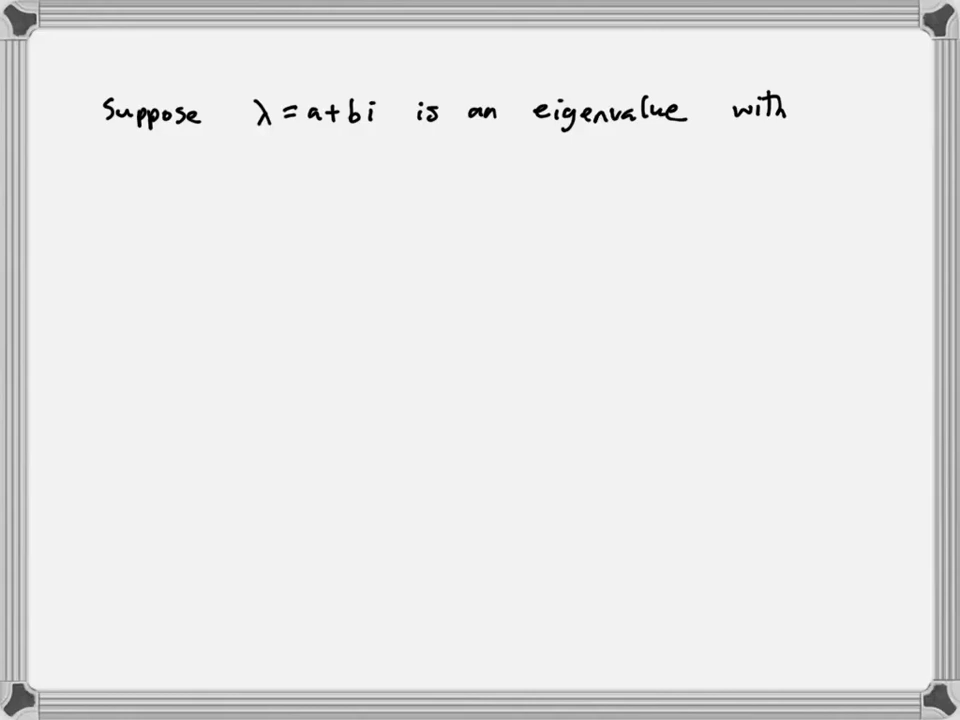 Suppose λ = a + bi is an eigenvalue with